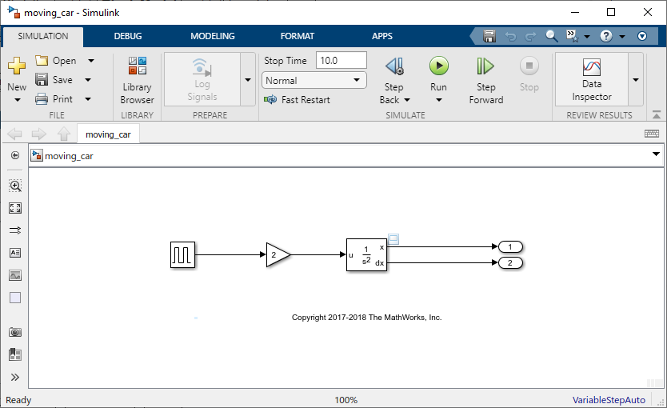 moving_car - Simulink
SIMULATION DEBUG MODELING FORMAT APPS
New
Open
Save
Print
FILE
Library
Browser
LIBRARY
Log
Signals
PREPARE
Stop Time 10.0
Normal
Fast Restart
Step
Back
Run
Step
Forward
Stop
SIMULATE
Data
Inspector
REVIEW RESULTS
moving_car
moving_car
2
u
1
s2
x
dx
1
2
Copyright 2017-2018 The MathWorks, Inc.
Ready 100% VariableStepAuto